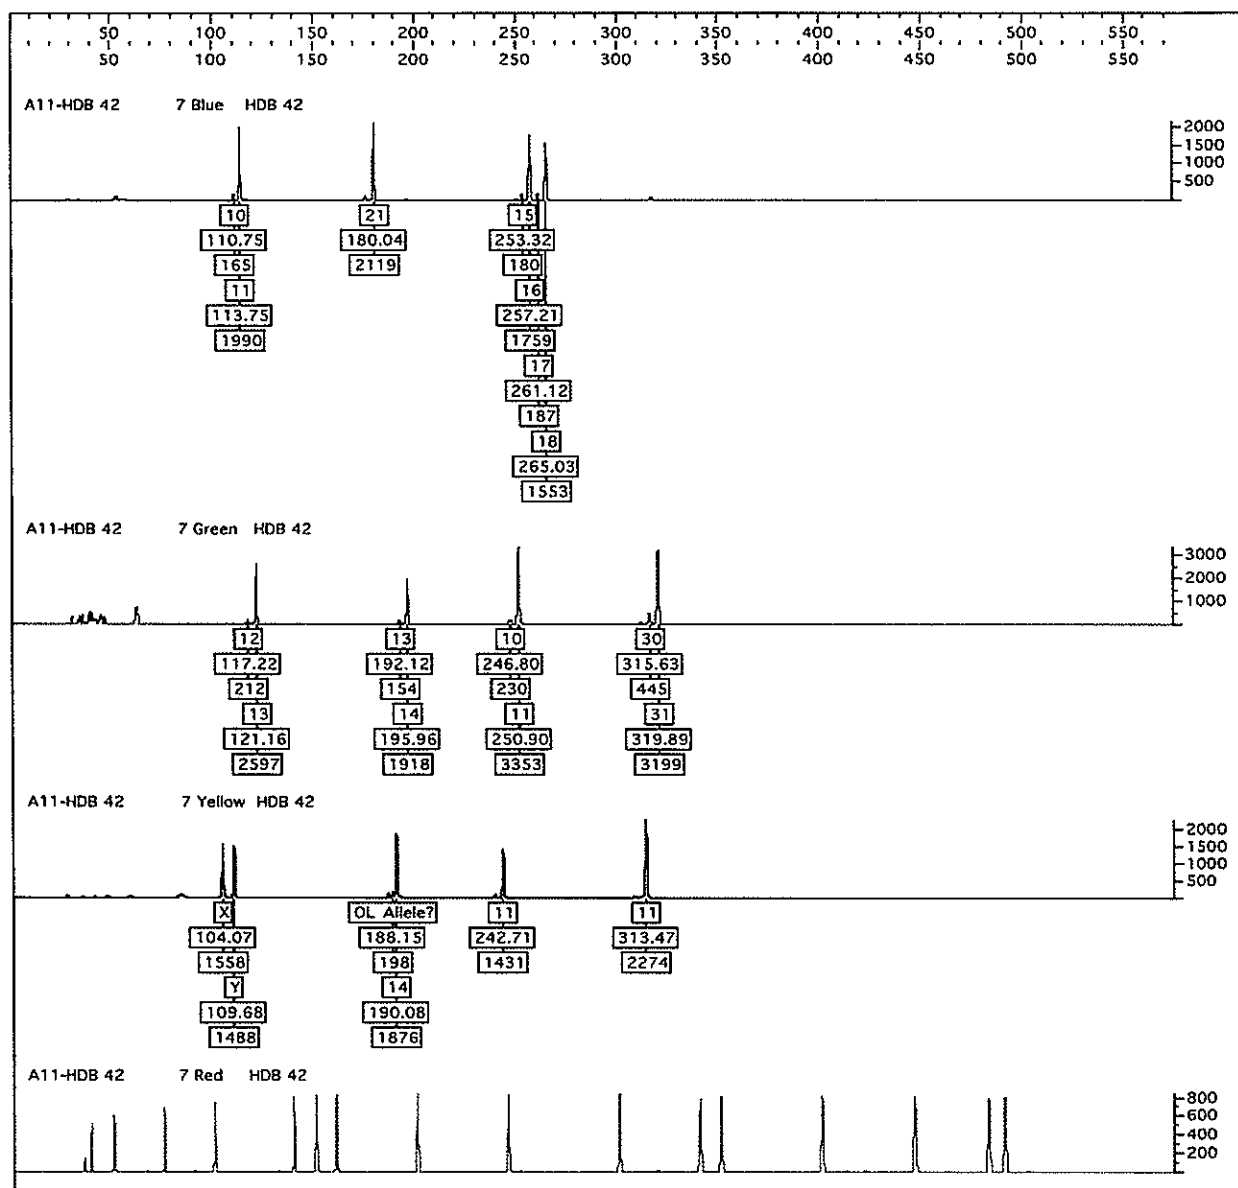 50 100 150 200 250 300 350 400 450 500 550
50 100 150 200 250 300 350 400 450 500 550
A11-HDB 42 7 Blue HDB 42
2000
1500
1000
500
10 21 15
110.75 180.04 253.32
165 2119 180
11 16
113.75 257.21
1990 1759
17
261.12
187
18
265.03
1553
A11-HDB 42 7 Green HDB 42
3000
2000
1000
12 13 10 30
117.22 192.12 246.80 315.63
212 154 230 445
13 14 11 31
121.16 195.96 250.90 319.89
2597 1918 3353 3199
A11-HDB 42 7 Yellow HDB 42
2000
1500
1000
500
X OL Allele? 11 11
104.07 188.15 242.71 313.47
1558 198 1431 2274
Y 14
109.68 190.08
1488 1876
A11-HDB 42 7 Red HDB 42
800
600
400
200